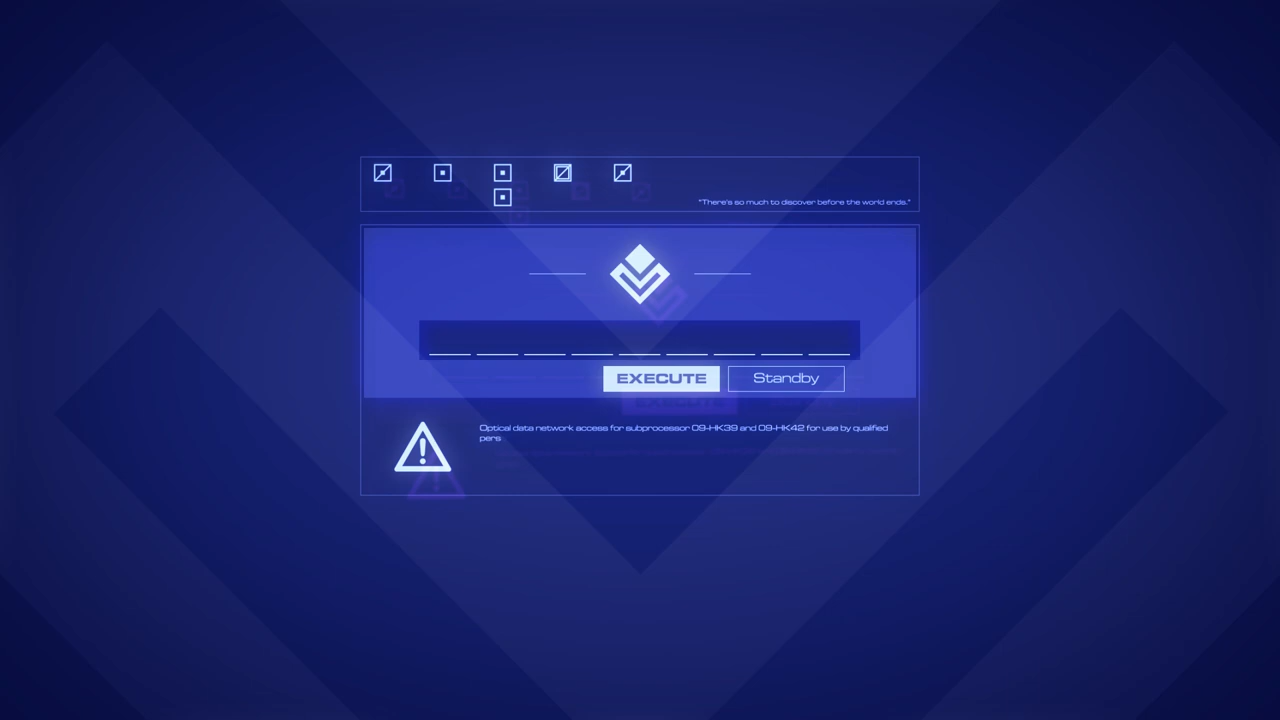 "There's so much to discover before the world ends."
EXECUTE
Standby
Optical data network access for subprocessor 09-HK39 and 09-HK42 for use by qualified
pers